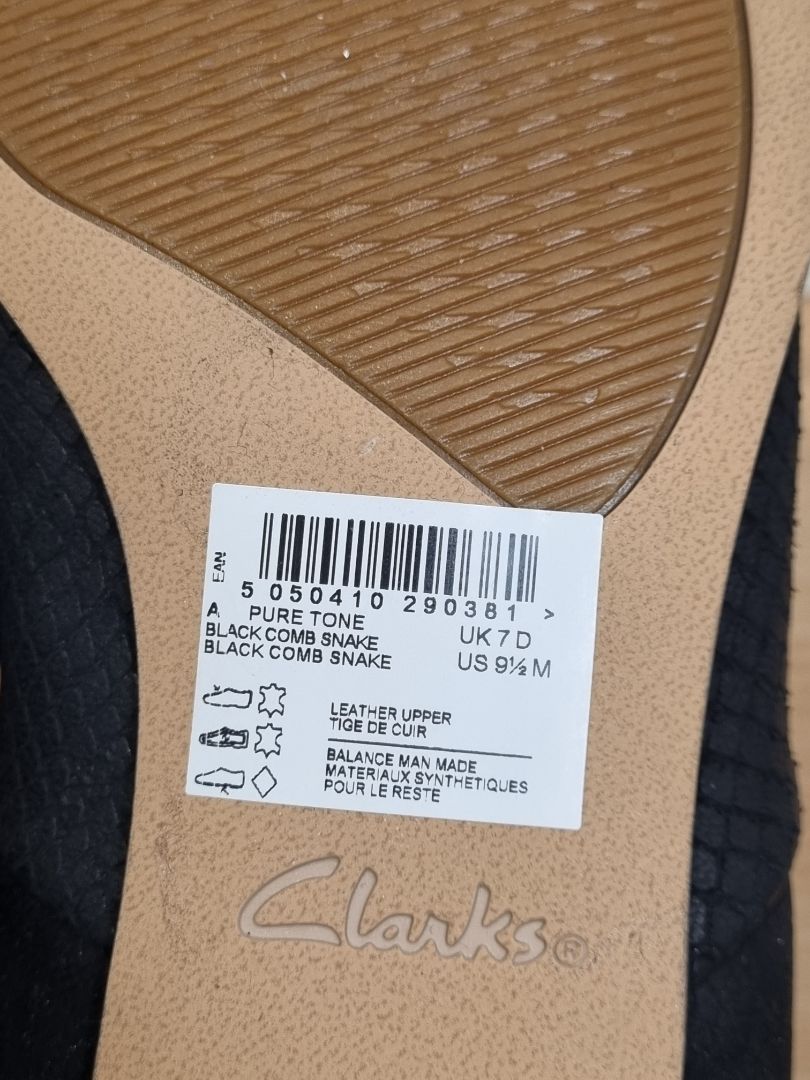 EAN
5 050410 290381 >
A PURE TONE
BLACK COMB SNAKE UK 7 D
BLACK COMB SNAKE US 9½ M
LEATHER UPPER
TIGE DE CUIR
BALANCE MAN MADE
MATERIAUX SYNTHETIQUES
POUR LE RESTE
Clarks®